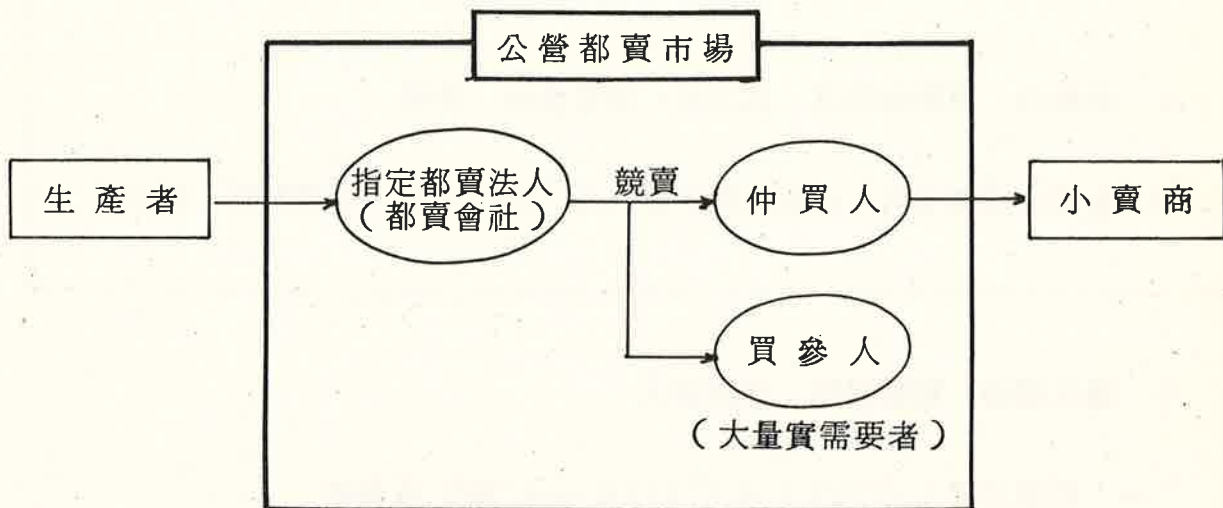 公營都賣市場
生產者
指定都賣法人
(都賣會社)
競賣
仲買人
小賣商
買參人
(大量實需要者)